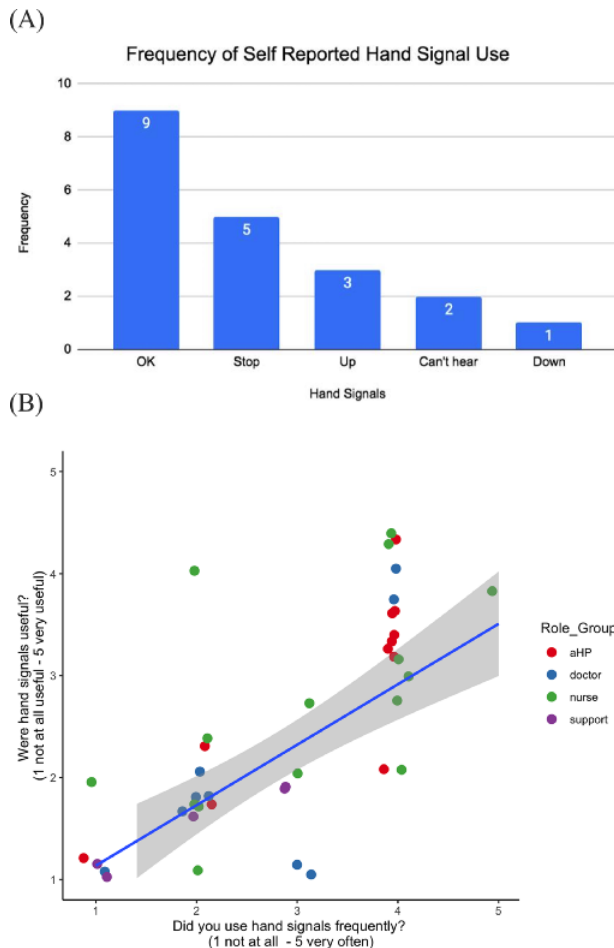 (A)
Frequency of Self Reported Hand Signal Use
10
8
6
4
2
0
Frequency
9
5
3
2
1
OK Stop Up Can't hear Down
Hand Signals
(B)
Were hand signals useful?
(1 not at all useful - 5 very useful)
5
4
3
2
1
1 2 3 4 5
Did you use hand signals frequently?
(1 not at all - 5 very often)
Role_Group
aHP
doctor
nurse
support